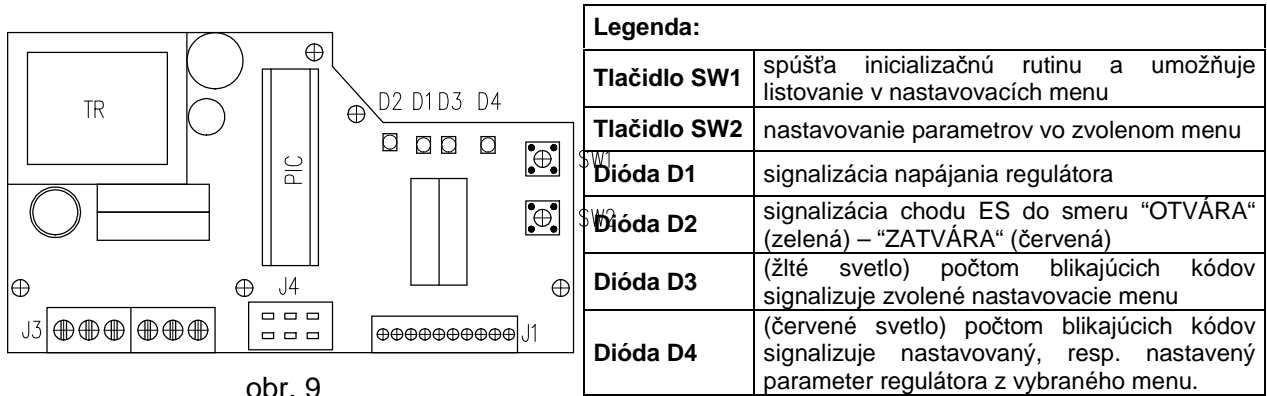 TR
PIC
D2 D1 D3 D4
SW1
SW2
J3
J4
J1
obr. 9
Legenda:
Tlačidlo SW1
spúšťa inicializačnú rutinu a umožňuje
listovanie v nastavovacích menu
Tlačidlo SW2
nastavovanie parametrov vo zvolenom menu
Dióda D1
signalizácia napájania regulátora
Dióda D2
signalizácia chodu ES do smeru “OTVÁRA“
(zelená) – “ZATVÁRA“ (červená)
Dióda D3
(žlté svetlo) počtom blikajúcich kódov
signalizuje zvolené nastavovacie menu
Dióda D4
(červené svetlo) počtom blikajúcich kódov
signalizuje nastavovaný, resp. nastavený
parameter regulátora z vybraného menu.